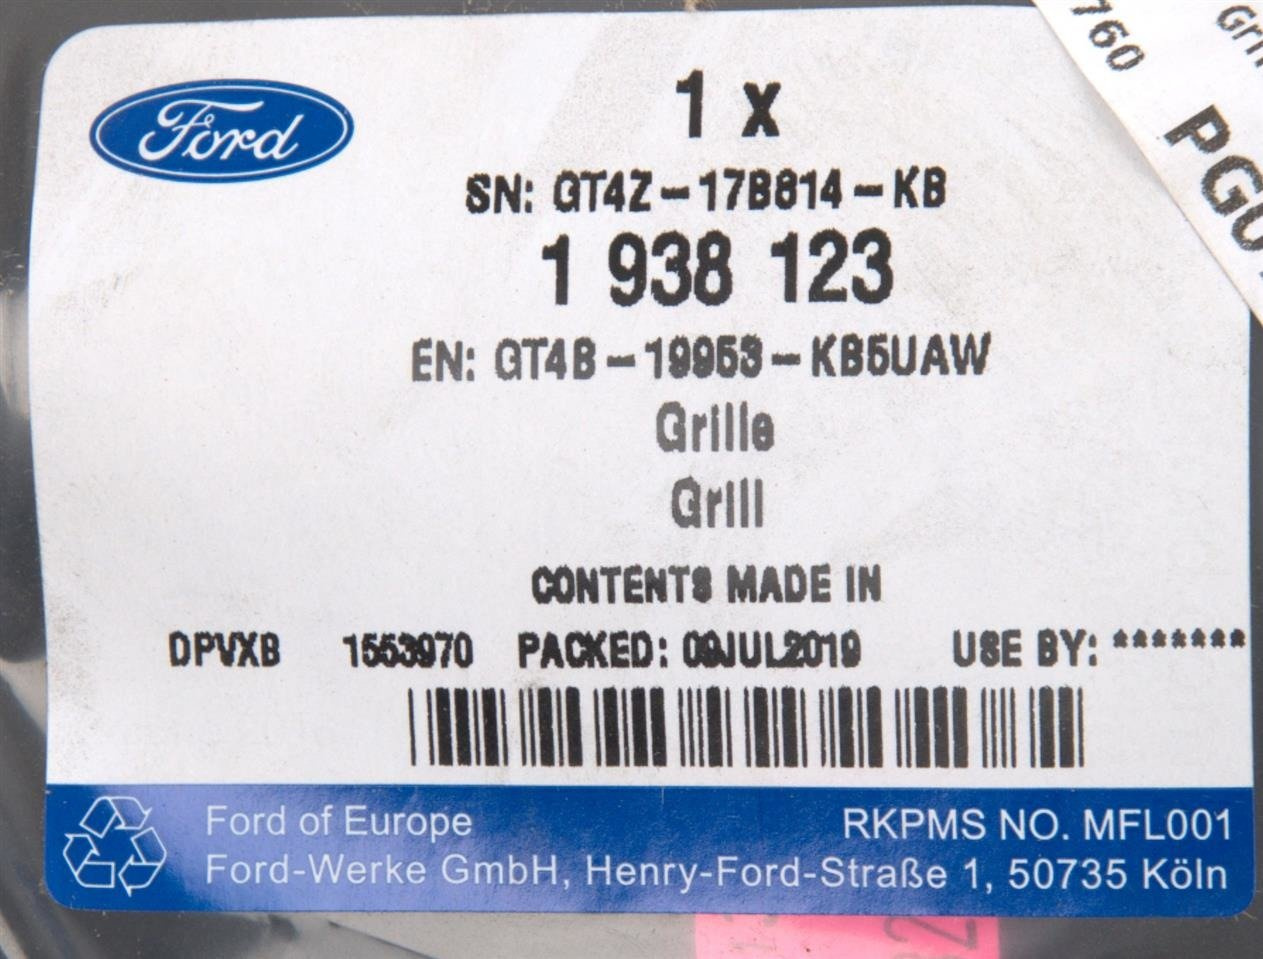 Ford
1 x
SN: GT4Z-17B814-KB
1 938 123
EN: GT4B-19953-KB5UAW
Grille
Grill
CONTENTS MADE IN
DPVXB 1553970 PACKED: 09JUL2019 USE BY: *******
Ford of Europe
RKPMS NO. MFL001
Ford-Werke GmbH, Henry-Ford-Straße 1, 50735 Köln
760